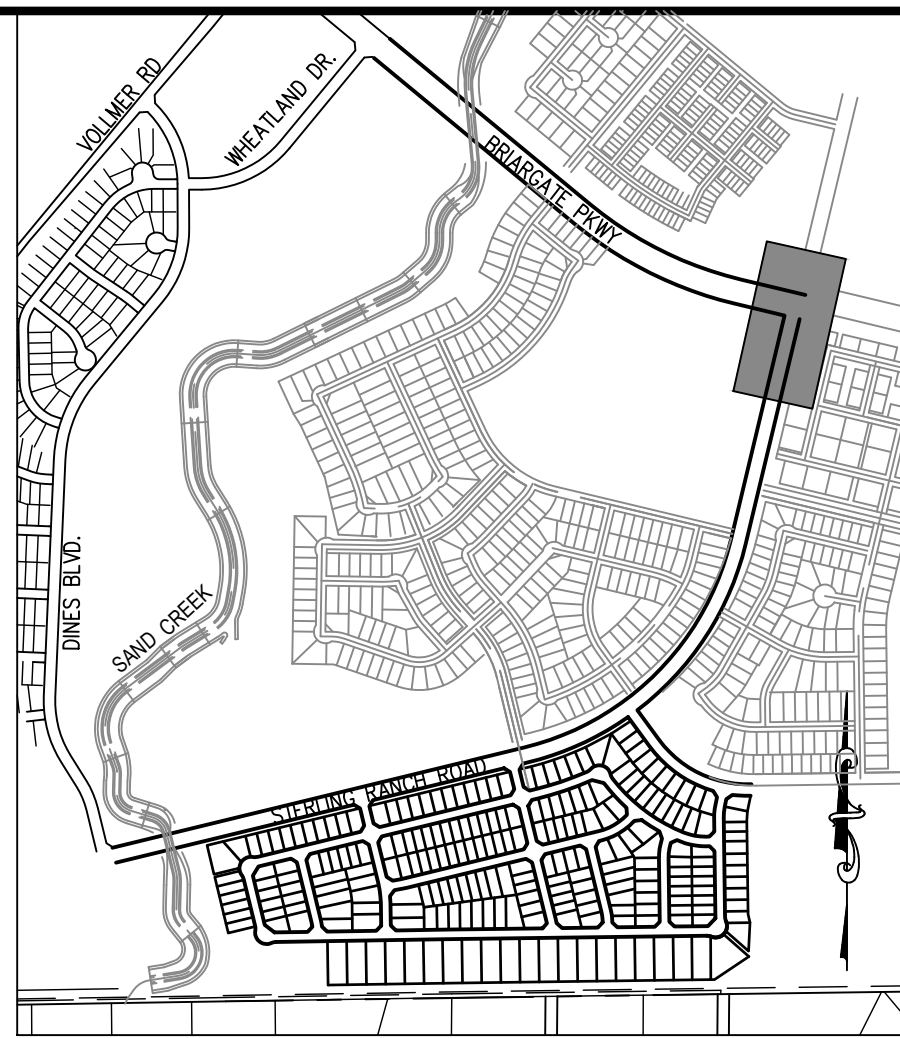 VOLLMER RD
WHEATLAND DR.
BRIARGATE PKWY
DINES BLVD.
SAND CREEK
STERLING RANCH ROAD